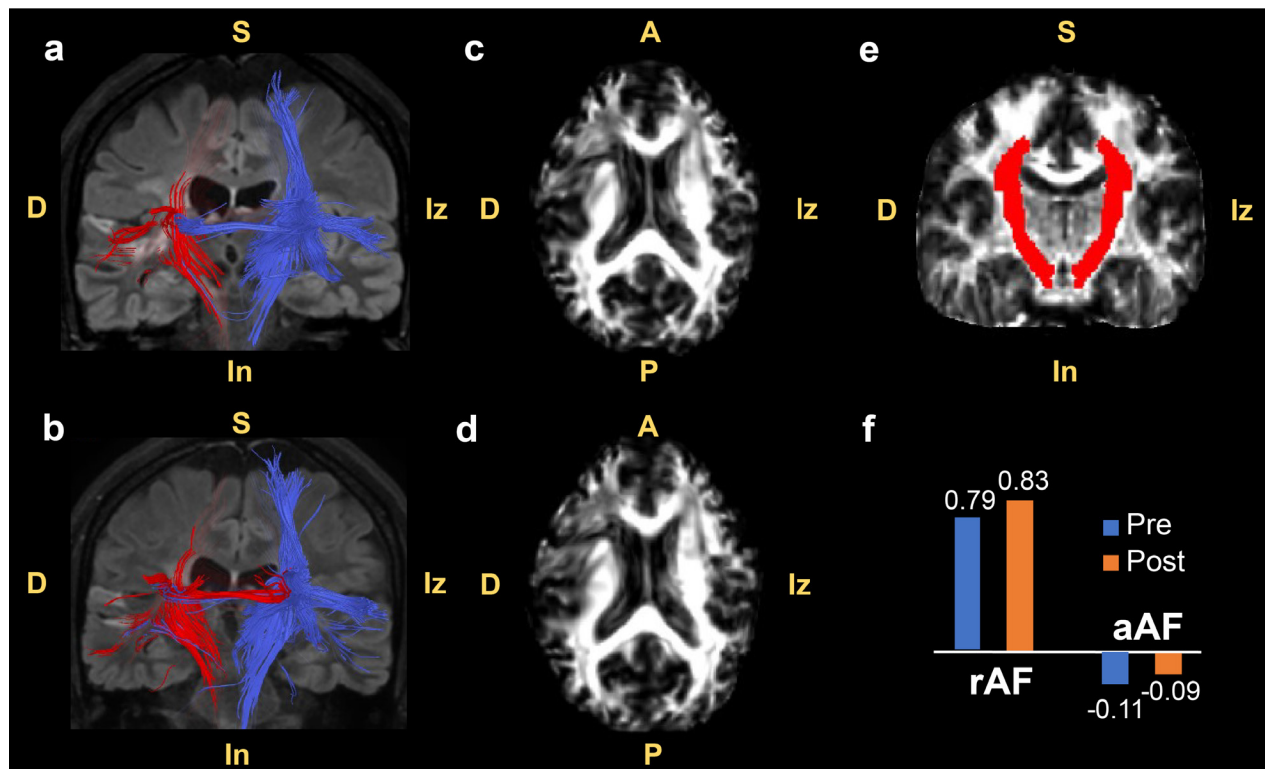 a
S
D
Iz
In
b
S
D
Iz
In
c
A
D
Iz
P
d
A
D
Iz
P
e
S
D
Iz
In
f
0.79
0.83
Pre
Post
rAF
aAF
-0.11
-0.09